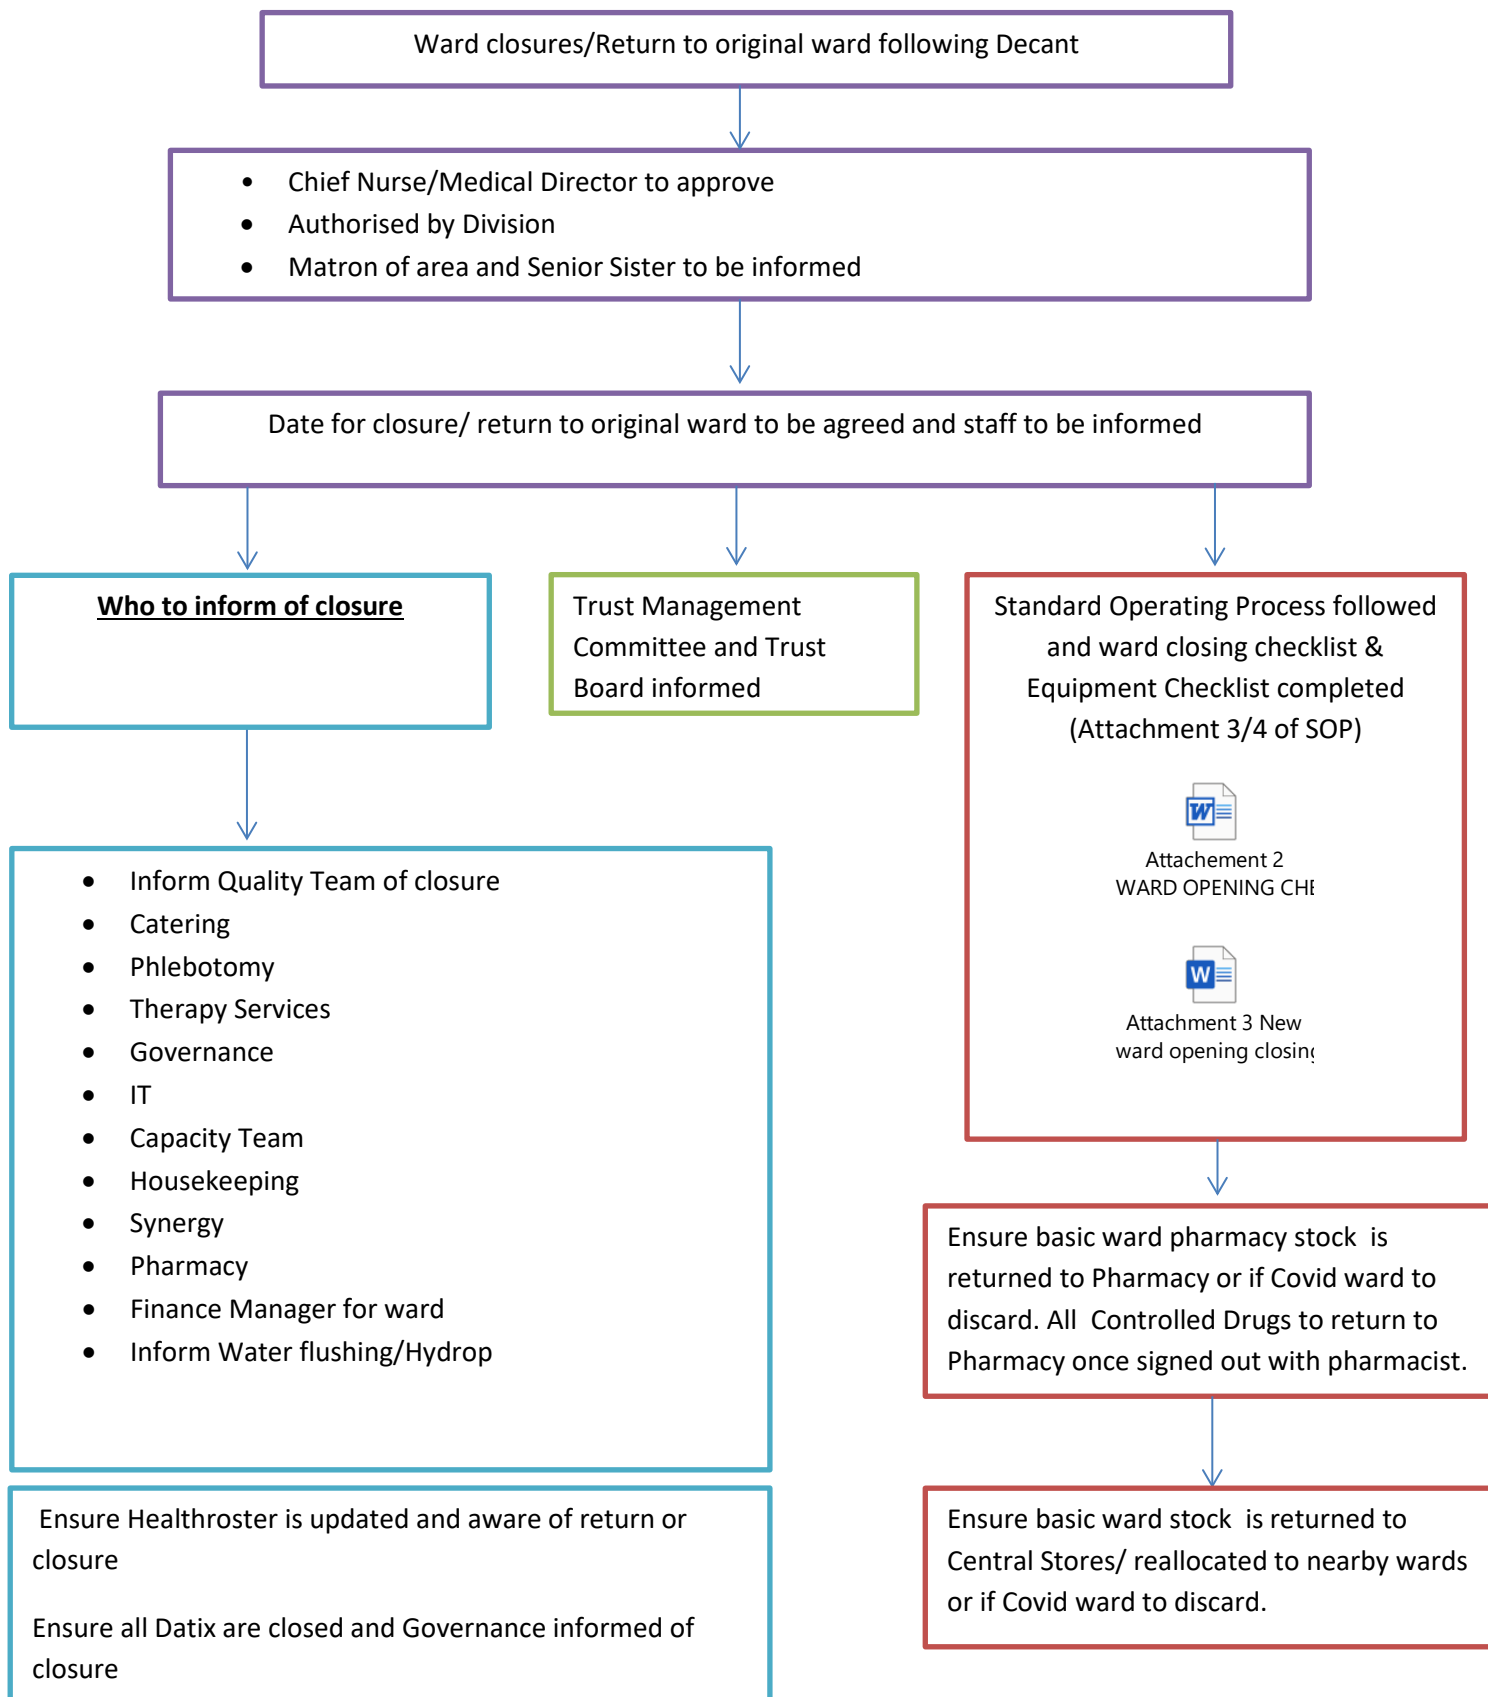 Ward closures/Return to original ward following Decant
• Chief Nurse/Medical Director to approve
• Authorised by Division
• Matron of area and Senior Sister to be informed
Date for closure/ return to original ward to be agreed and staff to be informed
Who to inform of closure
Trust Management
Committee and Trust
Board informed
Standard Operating Process followed
and ward closing checklist &
Equipment Checklist completed
(Attachment 3/4 of SOP)
W
Attachement 2
WARD OPENING CHE
W
Attachment 3 New
ward opening closing
• Inform Quality Team of closure
• Catering
• Phlebotomy
• Therapy Services
• Governance
• IT
• Capacity Team
• Housekeeping
• Synergy
• Pharmacy
• Finance Manager for ward
• Inform Water flushing/Hydrop
Ensure Healthroster is updated and aware of return or
closure
Ensure all Datix are closed and Governance informed of
closure
Ensure basic ward pharmacy stock is
returned to Pharmacy or if Covid ward to
discard. All Controlled Drugs to return to
Pharmacy once signed out with pharmacist.
Ensure basic ward stock is returned to
Central Stores/ reallocated to nearby wards
or if Covid ward to discard.